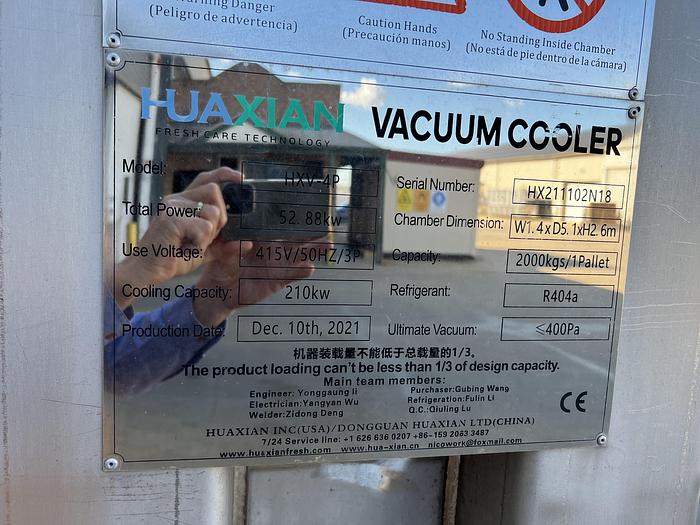 Warning Danger
(Peligro de advertencia)
Caution Hands
(Precaución manos)
No Standing Inside Chamber
(No está de pie dentro de la cámara)
HUAXIAN
FRESH CARE TECHNOLOGY
VACUUM COOLER
Model: HXV-4P
Serial Number: HX211102N18
Total Power: 52.88kw
Chamber Dimension: W1.4xD5.1xH2.6m
Use Voltage: 415V/50HZ/3P
Capacity: 2000kgs/1Pallet
Cooling Capacity: 210kw
Refrigerant: R404a
Production Date: Dec. 10th, 2021
Ultimate Vacuum: ≤400Pa
机器装载量不能低于总载量的1/3。
The product loading can't be less than 1/3 of design capacity.
Main team members:
Engineer: Yonggaung li
Purchaser:Gubing Wang
Electrician:Yangyan Wu
Refrigeration:Fulin Li
Welder:Zidong Deng
Q.C.:Qiuling Lu
CE
HUAXIAN INC(USA)/DONGGUAN HUAXIAN LTD(CHINA)
7/24 Service line: +1 626 636 0207 +86-159 2063 3487
www.huaxianfresh.com www.hua-xian.cn nicowork@foxmail.com